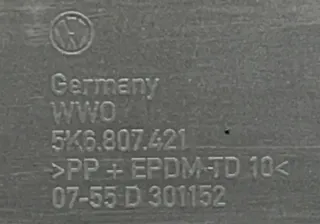 Germany
WWO
5K6.807.421
>PP + EPDM-TD 10<
07-55 D 301152